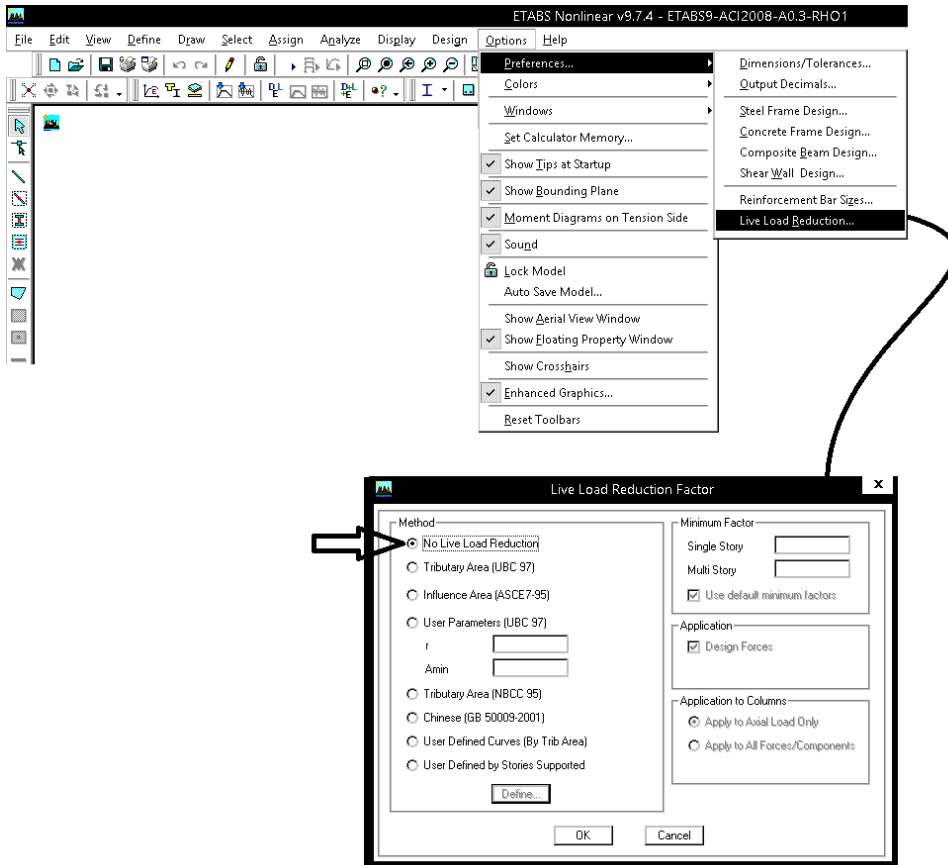 ETABS Nonlinear v9.7.4 - ETABS9-ACI2008-A0.3-RHO1
File Edit View Define Draw Select Assign Analyze Display Design Options Help
Preferences...
Colors
Windows
Set Calculator Memory...
Show Tips at Startup
Show Bounding Plane
Moment Diagrams on Tension Side
Sound
Lock Model
Auto Save Model...
Show Aerial View Window
Show Floating Property Window
Show Crosshairs
Enhanced Graphics...
Reset Toolbars
Dimensions/Tolerances...
Output Decimals...
Steel Frame Design...
Concrete Frame Design...
Composite Beam Design...
Shear Wall Design...
Reinforcement Bar Sizes...
Live Load Reduction...
Live Load Reduction Factor
x
Method
No Live Load Reduction
Tributary Area (UBC 97)
Influence Area (ASCE7-95)
User Parameters (UBC 97)
r
Amin
Tributary Area (NBCC 95)
Chinese (GB 50009-2001)
User Defined Curves (By Trib Area)
User Defined by Stories Supported
Define...
Minimum Factor
Single Story
Multi Story
Use default minimum factors
Application
Design Forces
Application to Columns
Apply to Axial Load Only
Apply to All Forces/Components
OK Cancel